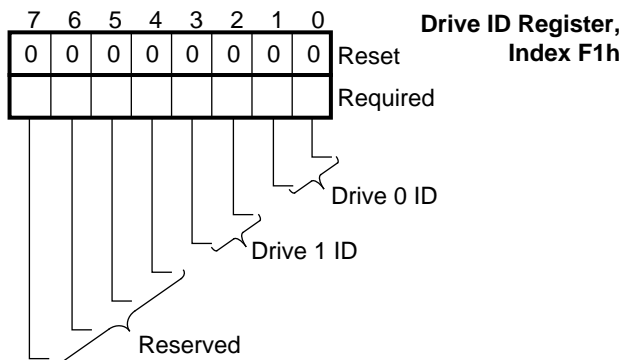 7 6 5 4 3 2 1 0
Drive ID Register,
Index F1h
0 0 0 0 0 0 0 0 Reset
Required
Drive 0 ID
Drive 1 ID
Reserved